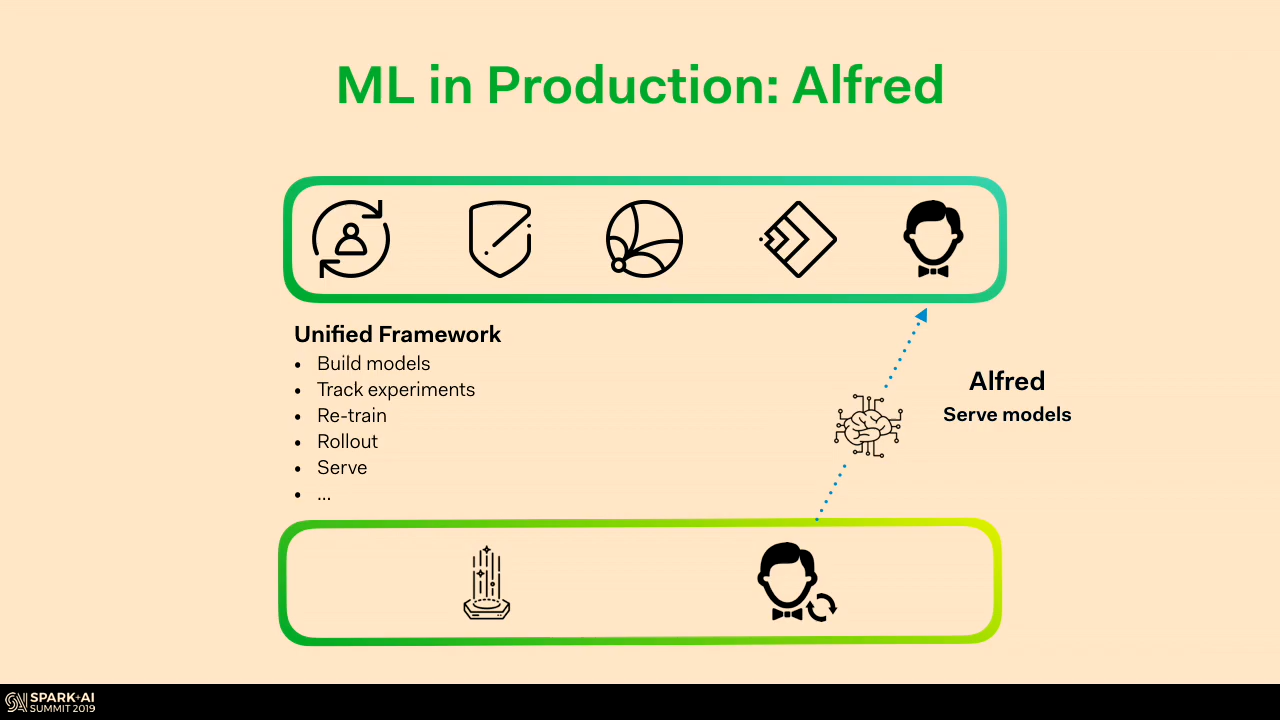 ML in Production: Alfred
Unified Framework
• Build models
• Track experiments
• Re-train
• Rollout
• Serve
• ...
Alfred
Serve models
SPARK+AI
SUMMIT 2019